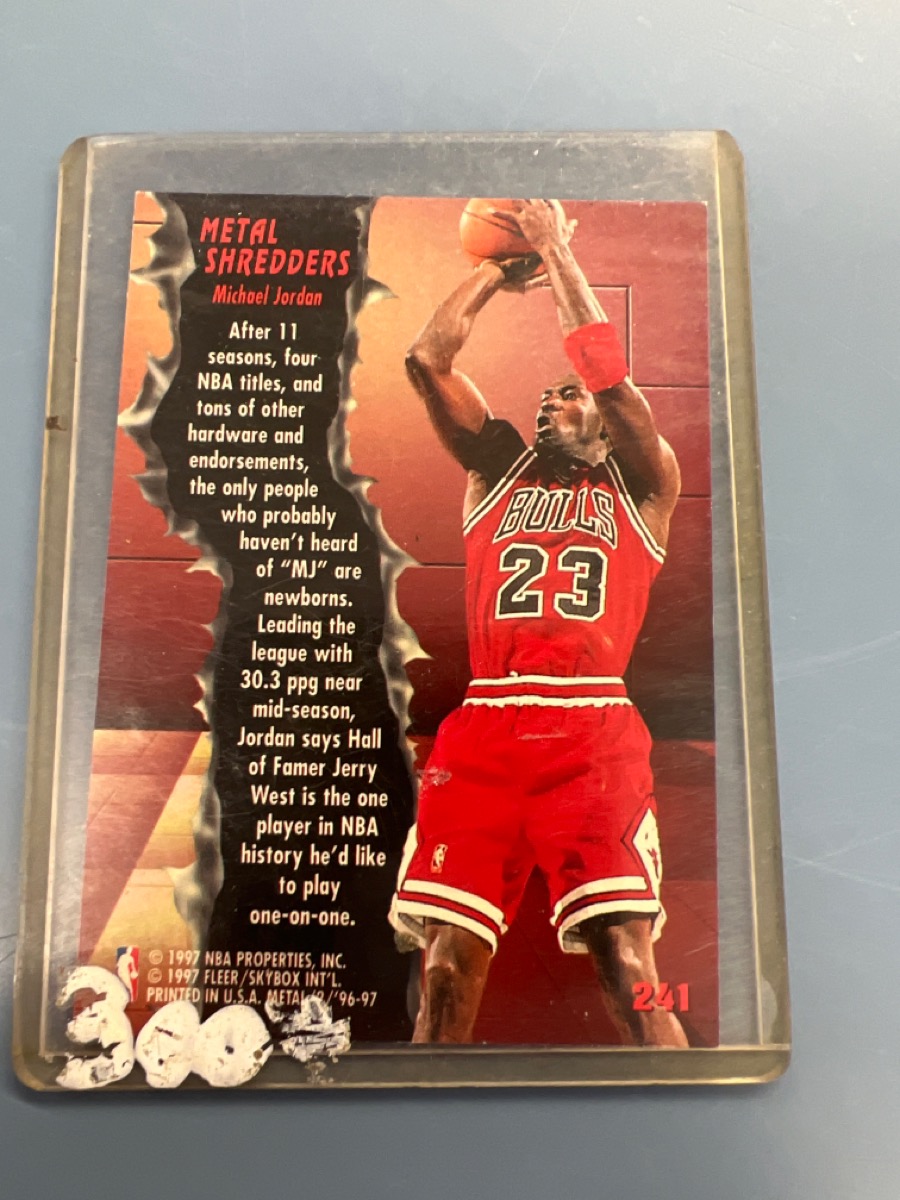 METAL
SHREDDERS
Michael Jordan
After 11
seasons, four
NBA titles, and
tons of other
hardware and
endorsements,
the only people
who probably
haven't heard
of "MJ" are
newborns.
Leading the
league with
30.3 ppg near
mid-season,
Jordan says Hall
of Famer Jerry
West is the one
player in NBA
history he'd like
to play
one-on-one.
BULLS
23
© 1997 NBA PROPERTIES, INC.
© 1997 FLEER/SKYBOX INT'L.
PRINTED IN U.S.A. METAL/2/'96-97
241